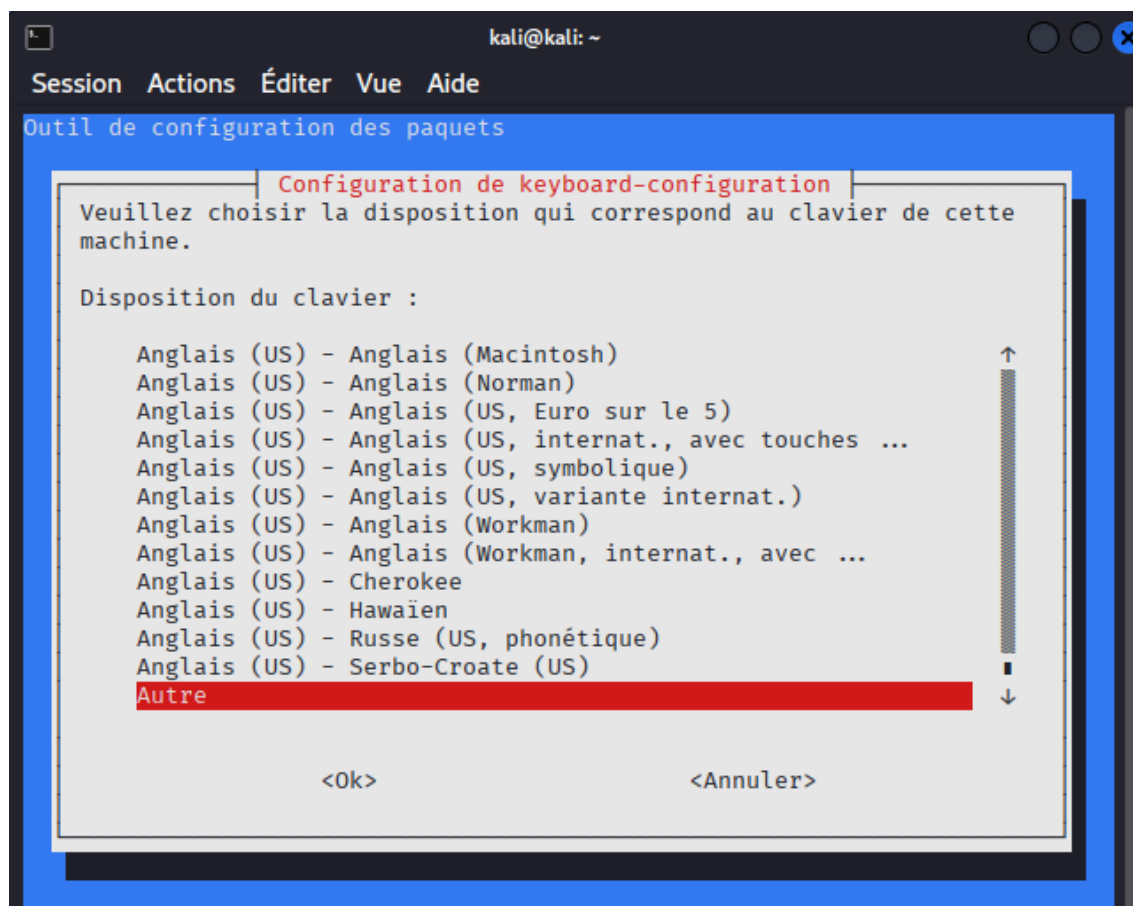 kali@kali: ~
Session Actions Éditer Vue Aide
Outil de configuration des paquets
Configuration de keyboard-configuration
Veuillez choisir la disposition qui correspond au clavier de cette
machine.
Disposition du clavier :
Anglais (US) - Anglais (Macintosh)
Anglais (US) - Anglais (Norman)
Anglais (US) - Anglais (US, Euro sur le 5)
Anglais (US) - Anglais (US, internat., avec touches ...
Anglais (US) - Anglais (US, symbolique)
Anglais (US) - Anglais (US, variante internat.)
Anglais (US) - Anglais (Workman)
Anglais (US) - Anglais (Workman, internat., avec ...
Anglais (US) - Cherokee
Anglais (US) - Hawaïen
Anglais (US) - Russe (US, phonétique)
Anglais (US) - Serbo-Croate (US)
Autre
<Ok> <Annuler>